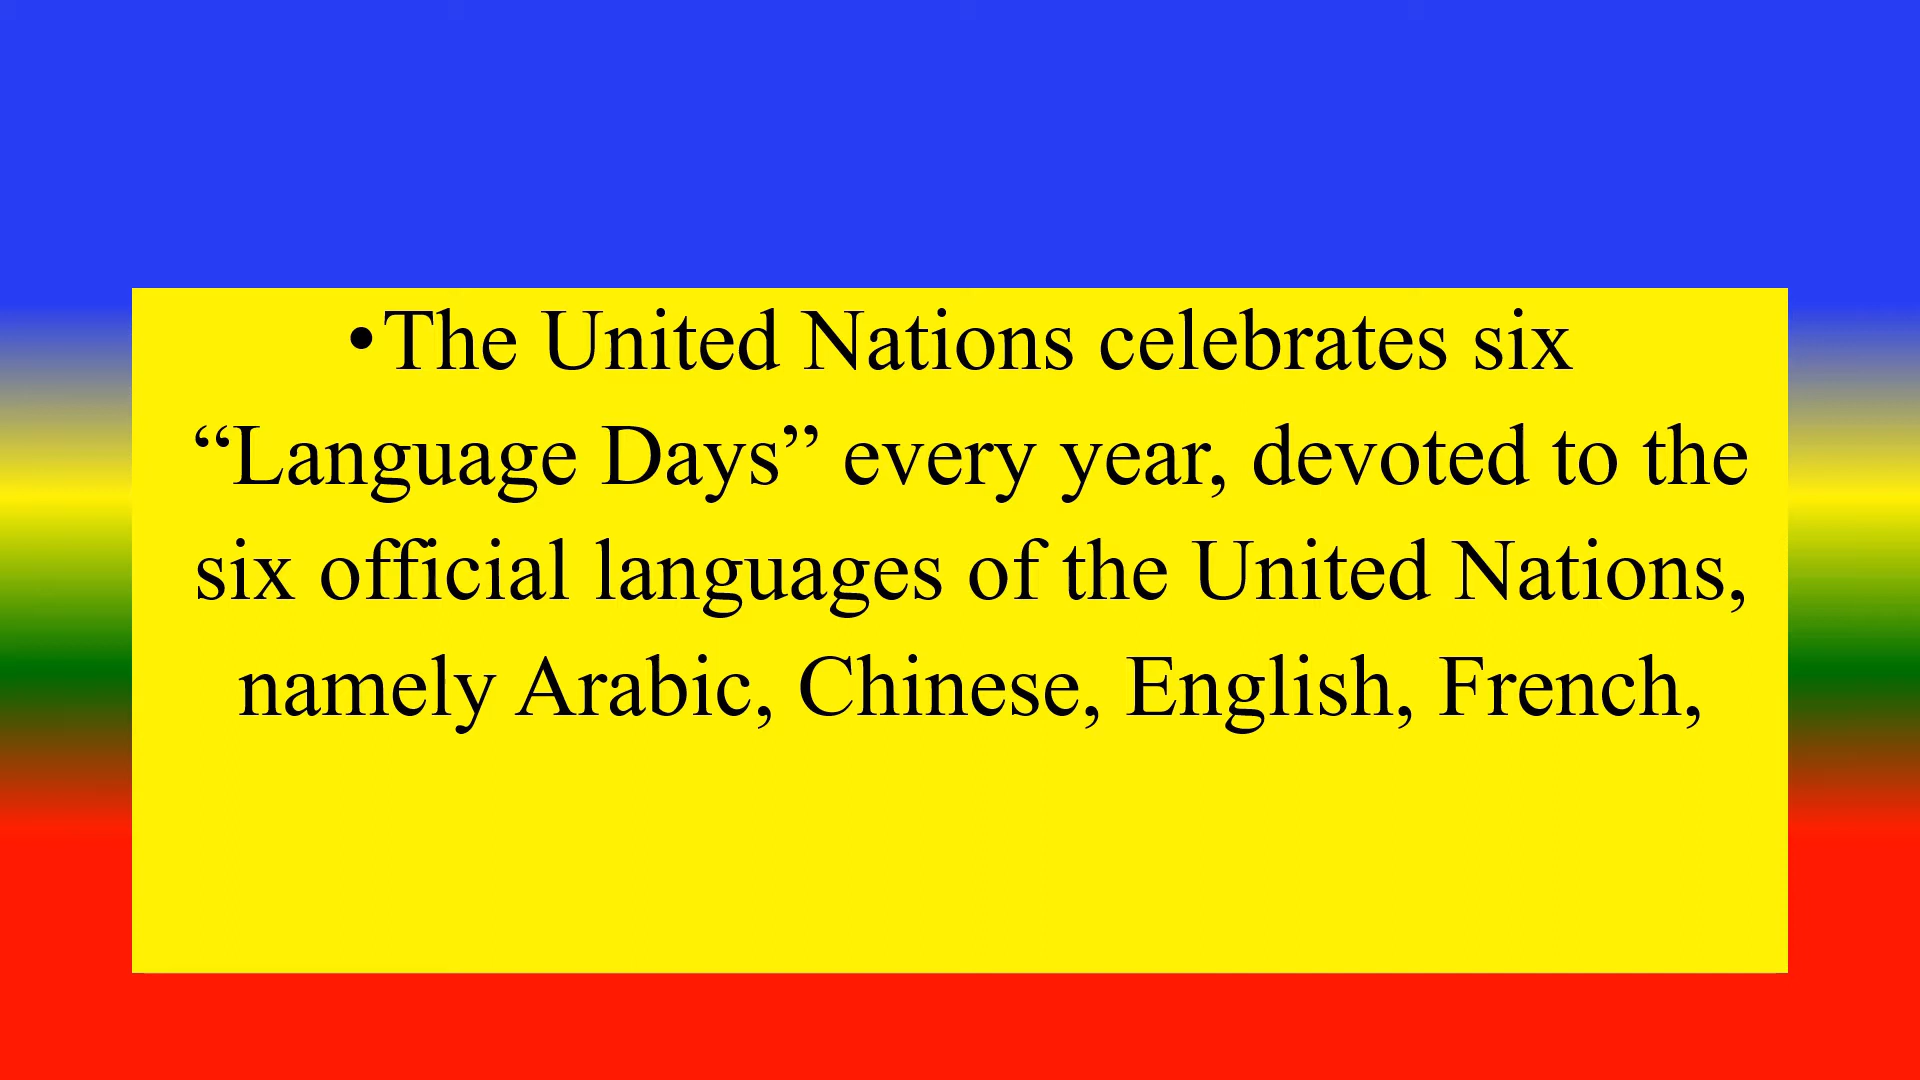 •The United Nations celebrates six
“Language Days” every year, devoted to the
six official languages of the United Nations,
namely Arabic, Chinese, English, French,